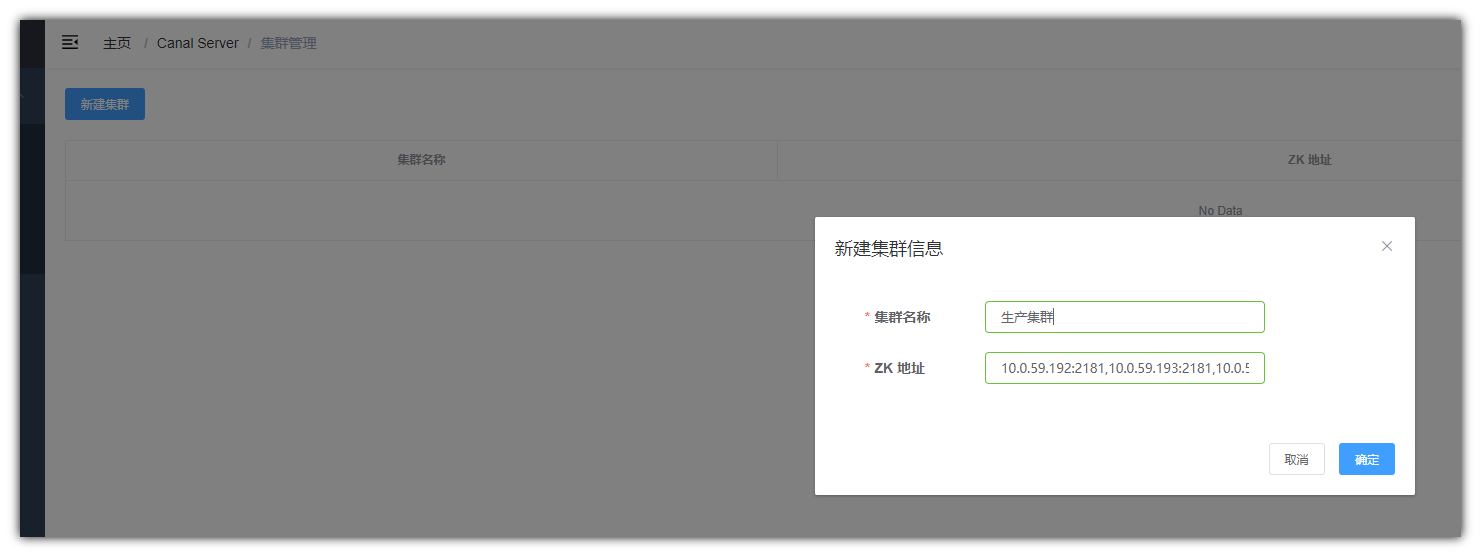 主页 / Canal Server / 集群管理
新建集群
集群名称 ZK 地址
No Data
新建集群信息
* 集群名称 生产集群
* ZK 地址 10.0.59.192:2181,10.0.59.193:2181,10.0.5
取消 确定